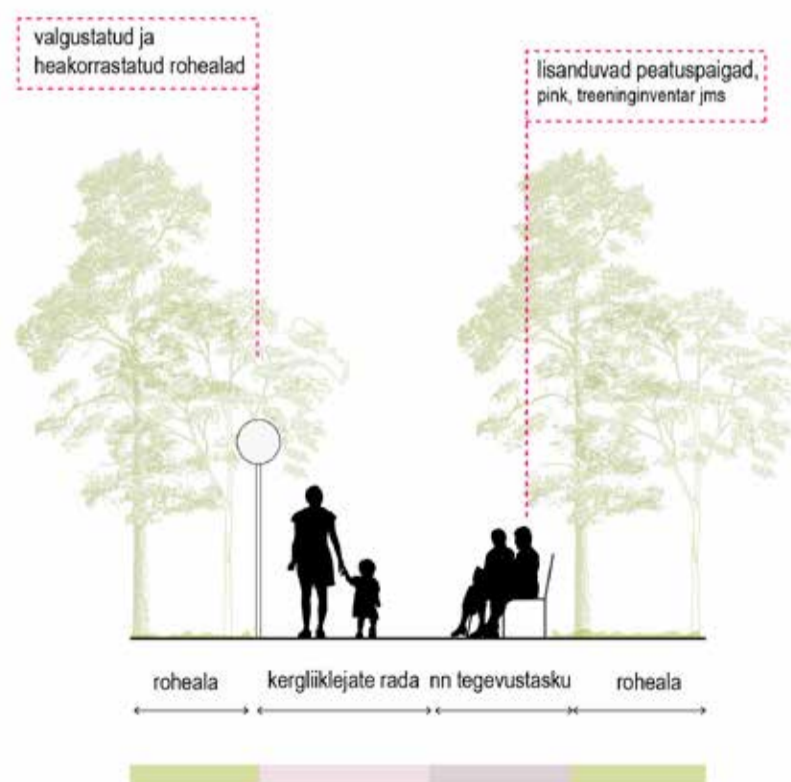 valgustatud ja
heakorrastatud rohealad
lisanduvad peatuspaigad,
pink, treeninginventar jms
roheala
kergliiklejate rada
nn tegevustasku
roheala